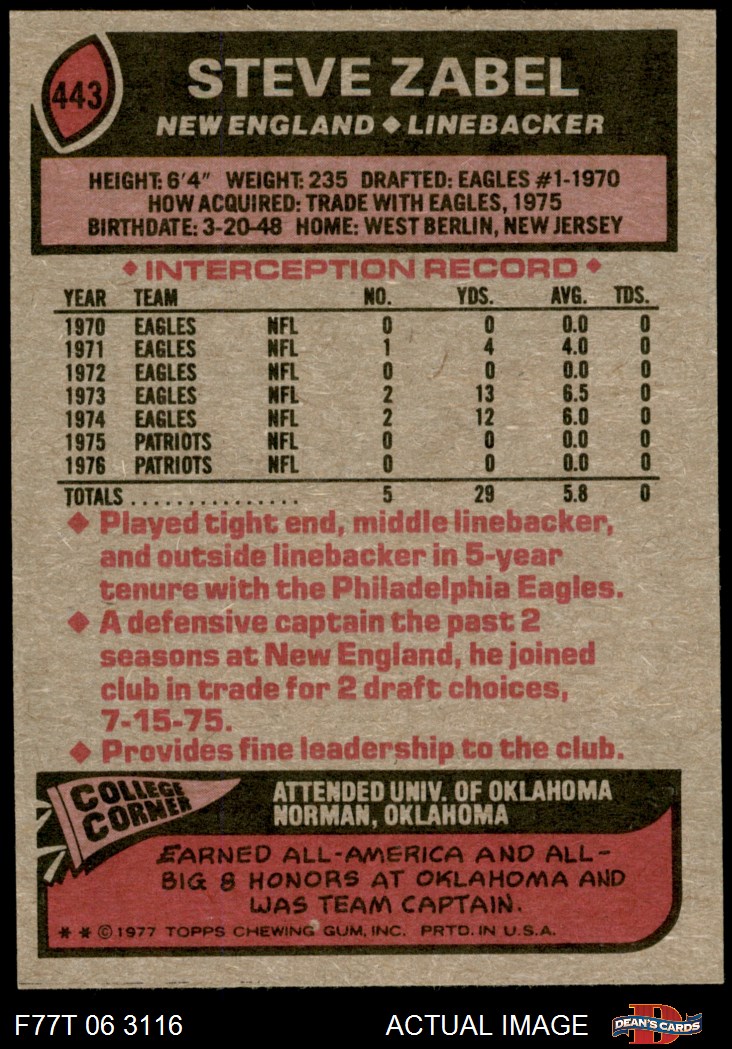 443
STEVE ZABEL
NEW ENGLAND ◆ LINEBACKER
HEIGHT: 6'4" WEIGHT: 235 DRAFTED: EAGLES #1-1970
HOW ACQUIRED: TRADE WITH EAGLES, 1975
BIRTHDATE: 3-20-48 HOME: WEST BERLIN, NEW JERSEY
◆ INTERCEPTION RECORD ◆
YEAR TEAM NO. YDS. AVG. TDS.
1970 EAGLES NFL 0 0 0.0 0
1971 EAGLES NFL 1 4 4.0 0
1972 EAGLES NFL 0 0 0.0 0
1973 EAGLES NFL 2 13 6.5 0
1974 EAGLES NFL 2 12 6.0 0
1975 PATRIOTS NFL 0 0 0.0 0
1976 PATRIOTS NFL 0 0 0.0 0
TOTALS ............... 5 29 5.8 0
◆ Played tight end, middle linebacker,
and outside linebacker in 5-year
tenure with the Philadelphia Eagles.
◆ A defensive captain the past 2
seasons at New England, he joined
club in trade for 2 draft choices,
7-15-75.
◆ Provides fine leadership to the club.
COLLEGE
CORNER
ATTENDED UNIV. OF OKLAHOMA
NORMAN, OKLAHOMA
EARNED ALL-AMERICA AND ALL-
BIG 8 HONORS AT OKLAHOMA AND
WAS TEAM CAPTAIN.
* * © 1977 TOPPS CHEWING GUM, INC. PRTD. IN U.S.A.
F77T 06 3116 ACTUAL IMAGE
D
DEAN'S CARDS